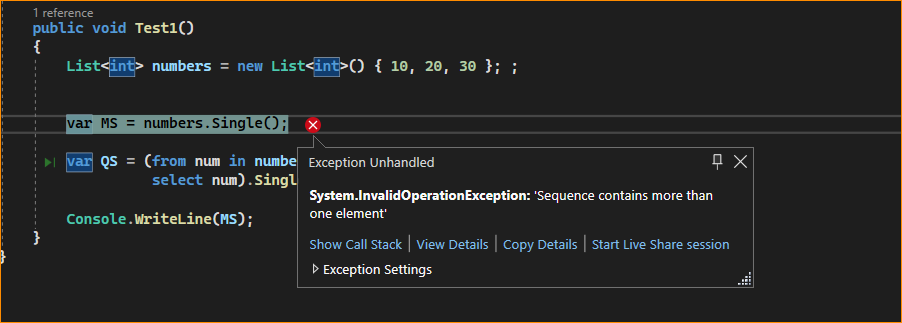 1 reference
public void Test1()
{
List<int> numbers = new List<int>() { 10, 20, 30 }; ;
var MS = numbers.Single();
var QS = (from num in numbe
select num).Singl
Console.WriteLine(MS);
}
}
Exception Unhandled
System.InvalidOperationException: 'Sequence contains more than
one element'
Show Call Stack | View Details | Copy Details | Start Live Share session
Exception Settings